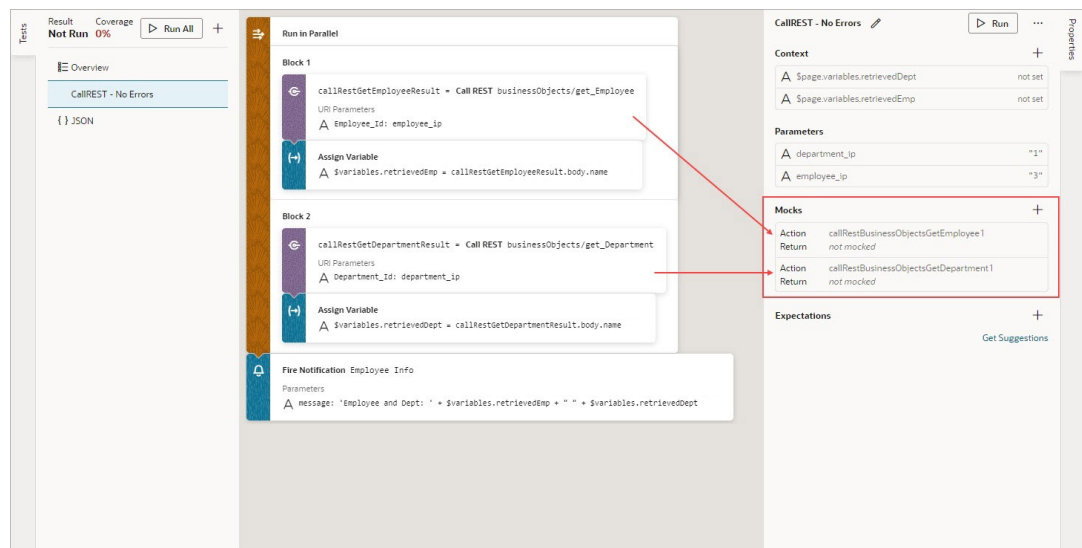 Tests
Result Coverage
Not Run 0%
Run All
Overview
CallREST - No Errors
{ } JSON
Run in Parallel
Block 1
callRestGetEmployeeResult = Call REST businessObjects/get_Employee
URI Parameters
A Employee_Id: employee_ip
Assign Variable
A $variables.retrievedEmp = callRestGetEmployeeResult.body.name
Block 2
callRestGetDepartmentResult = Call REST businessObjects/get_Department
URI Parameters
A Department_Id: department_ip
Assign Variable
A $variables.retrievedDept = callRestGetDepartmentResult.body.name
Fire Notification Employee Info
Parameters
A message: 'Employee and Dept: ' + $variables.retrievedEmp + " " + $variables.retrievedDept
CallREST - No Errors
Run
Context
A $page.variables.retrievedDept not set
A $page.variables.retrievedEmp not set
Parameters
A department_ip "1"
A employee_ip "3"
Mocks
Action callRestBusinessObjectsGetEmployee1
Return not mocked
Action callRestBusinessObjectsGetDepartment1
Return not mocked
Expectations
Get Suggestions
Properties